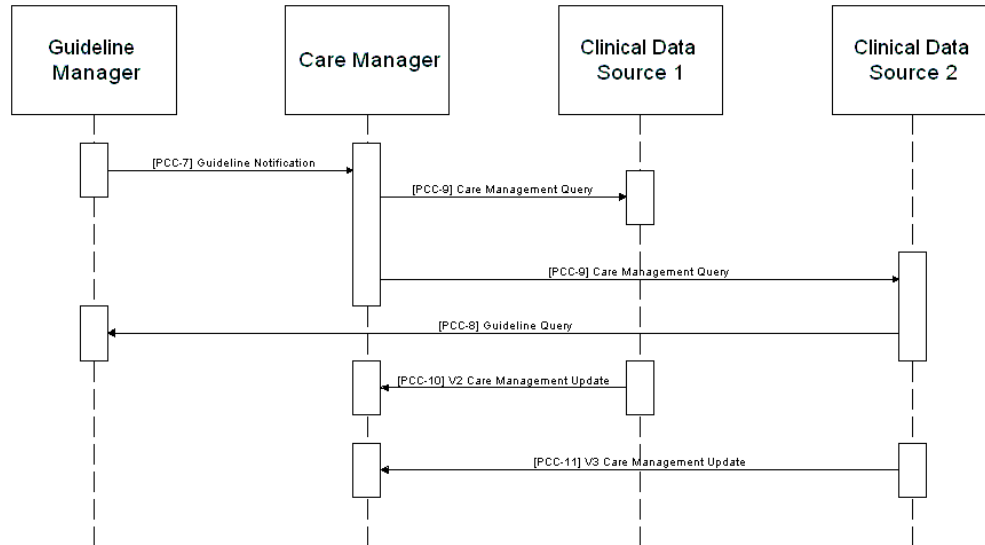 Guideline
Manager
Care Manager
Clinical Data
Source 1
Clinical Data
Source 2
[PCC-7] Guideline Notification
[PCC-9] Care Management Query
[PCC-9] Care Management Query
[PCC-8] Guideline Query
[PCC-10] V2 Care Management Update
[PCC-11] V3 Care Management Update